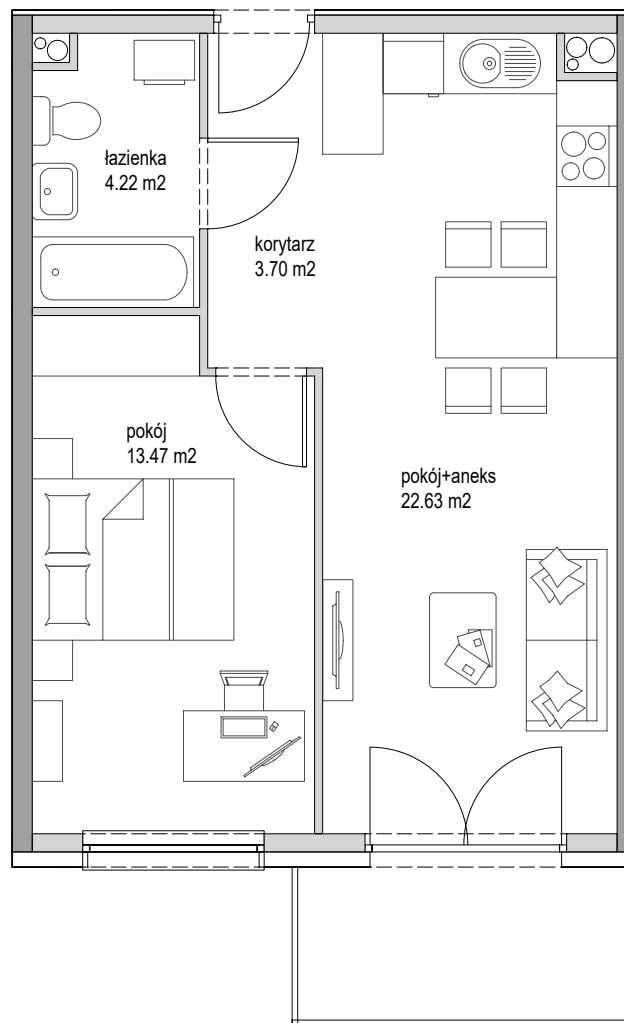 łazienka
4.22 m2
korytarz
3.70 m2
pokój
13.47 m2
pokój+aneks
22.63 m2